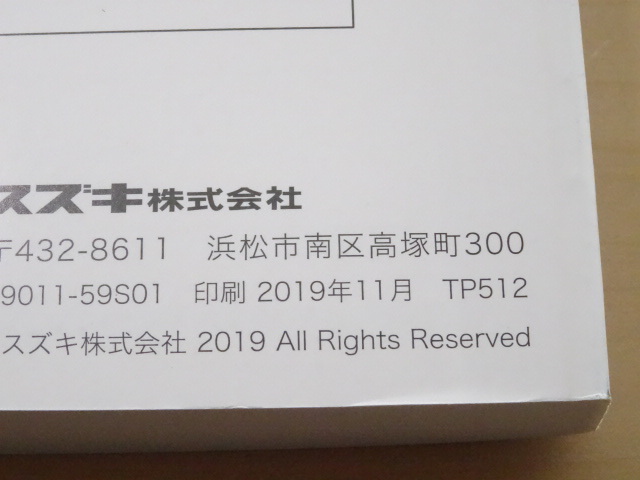 スズキ株式会社
〒432-8611 浜松市南区高塚町300
9011-59S01 印刷 2019年11月 TP512
スズキ株式会社 2019 All Rights Reserved